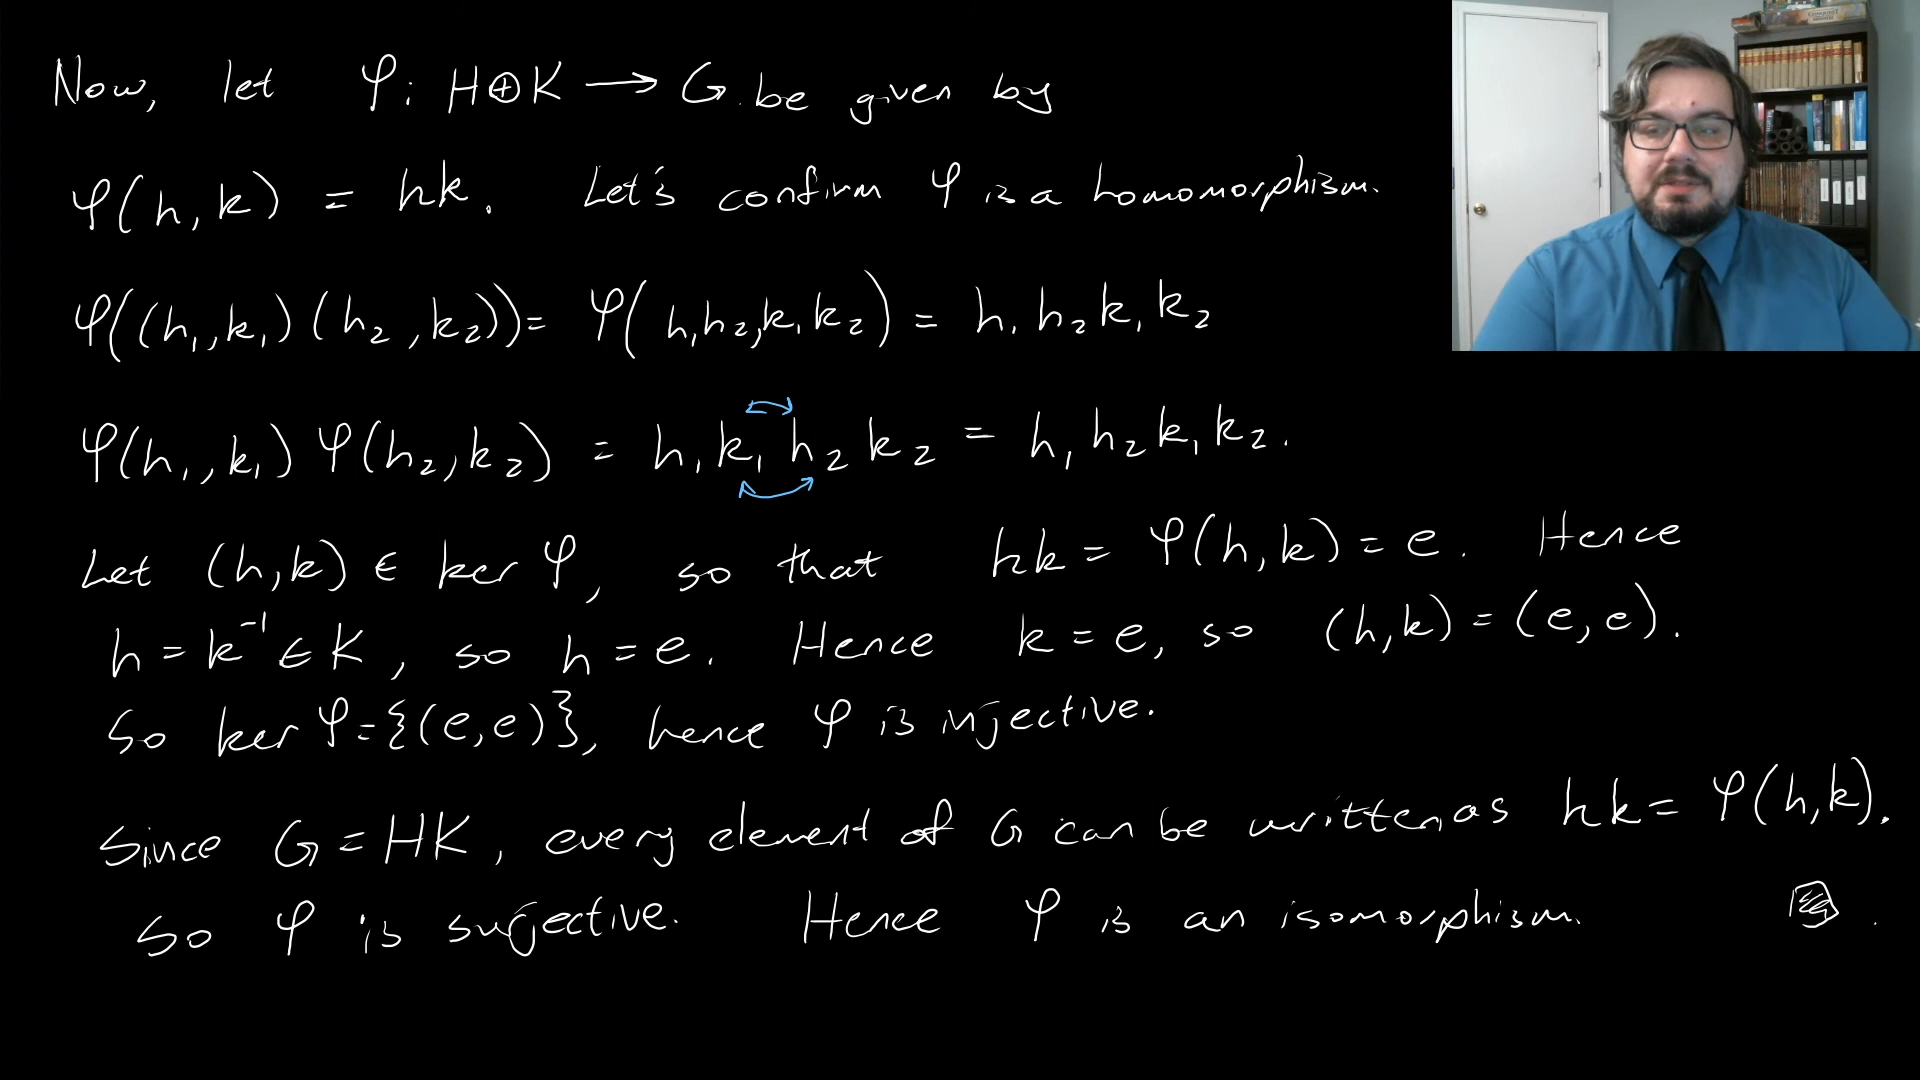 Now, let φ: H⊕K → G be given by
φ(h,k) = hk. Let's confirm φ is a homomorphism.
φ((h₁,k₁)(h₂,k₂)) = φ(h₁h₂,k₁k₂) = h₁h₂k₁k₂
φ(h₁,k₁)φ(h₂,k₂) = h₁k₁h₂k₂ = h₁h₂k₁k₂.
Let (h,k) ∈ ker φ, so that hk = φ(h,k) = e. Hence
h = k⁻¹ ∈ K, so h = e. Hence k = e, so (h,k) = (e,e).
So ker φ = {(e,e)}, hence φ is injective.
Since G = HK, every element of G can be written as hk = φ(h,k).
So φ is surjective. Hence φ is an isomorphism.